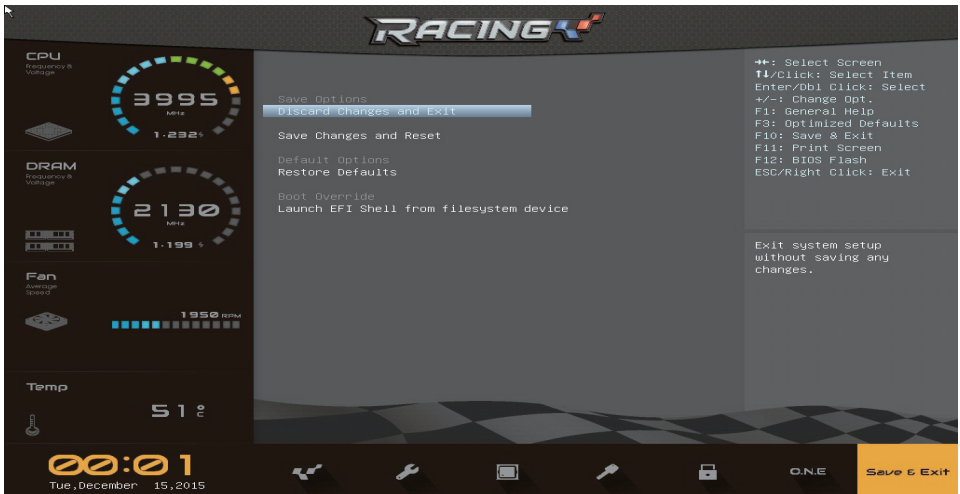 RACING
CPU
Frequency &
Voltage
3995
MHz
1.232
DRAM
Frequency &
Voltage
2130
MHz
1.199
Fan
Average
Speed
1950 RPM
Temp
51 °C
00:01
Tue,December 15,2015
Save Options
Discard Changes and Exit
Save Changes and Reset
Default Options
Restore Defaults
Boot Override
Launch EFI Shell from filesystem device
→←: Select Screen
↑↓/Click: Select Item
Enter/Dbl Click: Select
+/-: Change Opt.
F1: General Help
F3: Optimized Defaults
F10: Save & Exit
F11: Print Screen
F12: BIOS Flash
ESC/Right Click: Exit
Exit system setup
without saving any
changes.
O.N.E
Save & Exit